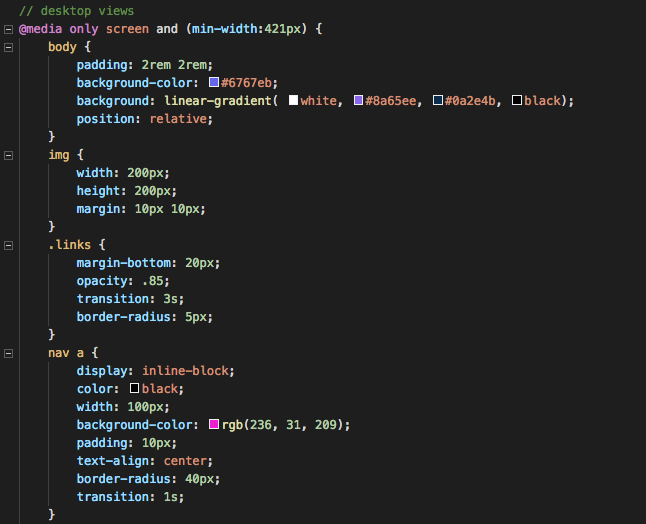 // desktop views
@media only screen and (min-width:421px) {
body {
padding: 2rem 2rem;
background-color: #6767eb;
background: linear-gradient( white, #8a65ee, #0a2e4b, black);
position: relative;
}
img {
width: 200px;
height: 200px;
margin: 10px 10px;
}
.links {
margin-bottom: 20px;
opacity: .85;
transition: 3s;
border-radius: 5px;
}
nav a {
display: inline-block;
color: black;
width: 100px;
background-color: rgb(236, 31, 209);
padding: 10px;
text-align: center;
border-radius: 40px;
transition: 1s;
}